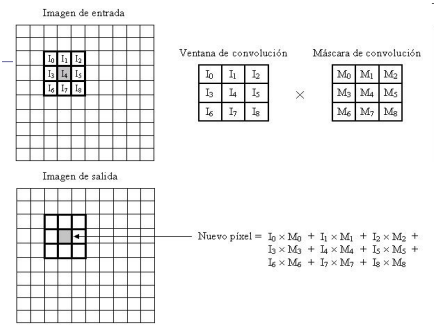 Imagen de entrada
I0 I1 I2
I3 I4 I5
I6 I7 I8
Ventana de convolución
I0 I1 I2
I3 I4 I5
I6 I7 I8
×
Máscara de convolución
M0 M1 M2
M3 M4 M5
M6 M7 M8
Imagen de salida
Nuevo píxel = I0 × M0 + I1 × M1 + I2 × M2 +
I3 × M3 + I4 × M4 + I5 × M5 +
I6 × M6 + I7 × M7 + I8 × M8